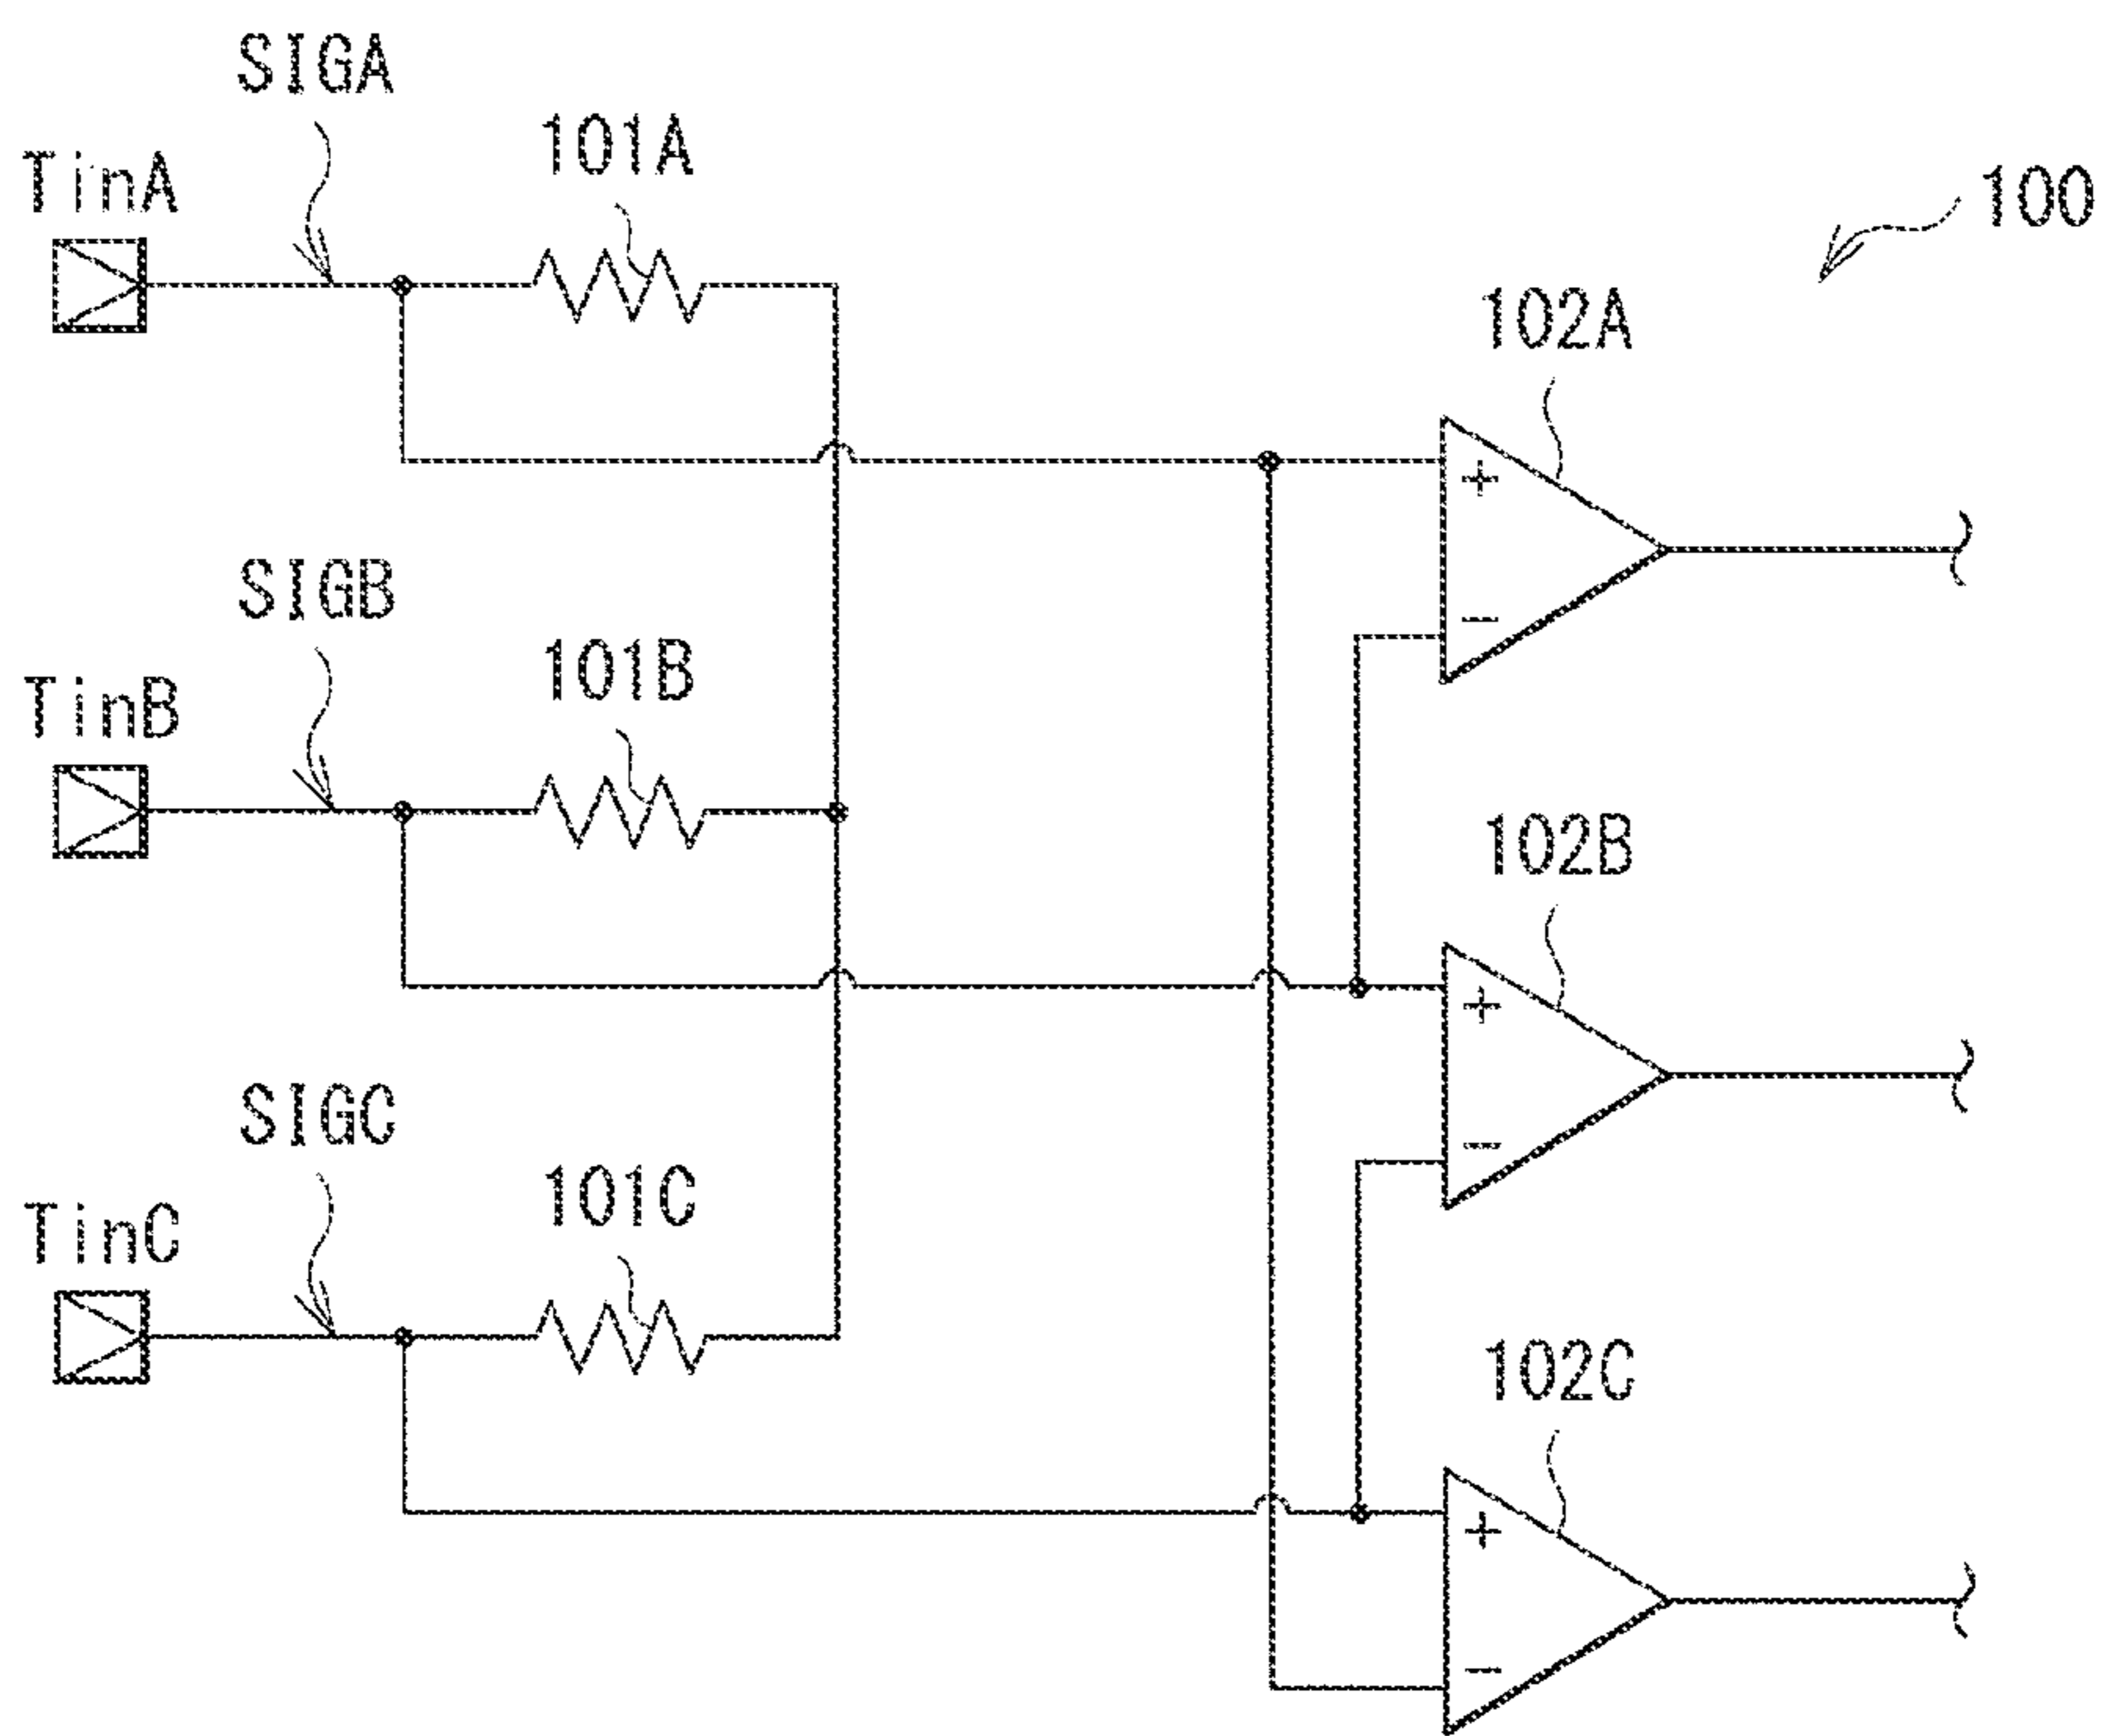 SIGA
101A
TinA
100
102A
+
−
SIGB
101B
TinB
102B
+
−
SIGC
101C
TinC
102C
+
−